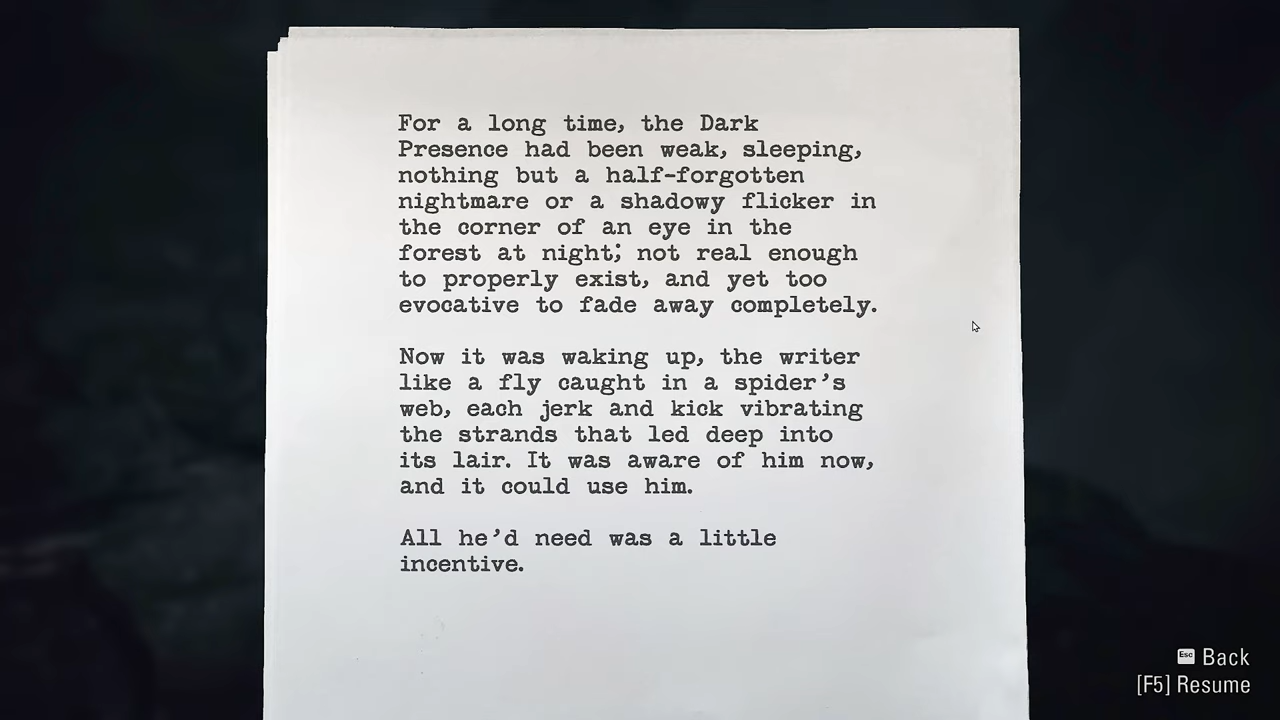 For a long time, the Dark
Presence had been weak, sleeping,
nothing but a half-forgotten
nightmare or a shadowy flicker in
the corner of an eye in the
forest at night; not real enough
to properly exist, and yet too
evocative to fade away completely.
Now it was waking up, the writer
like a fly caught in a spider’s
web, each jerk and kick vibrating
the strands that led deep into
its lair. It was aware of him now,
and it could use him.
All he’d need was a little
incentive.
Esc Back
[F5] Resume